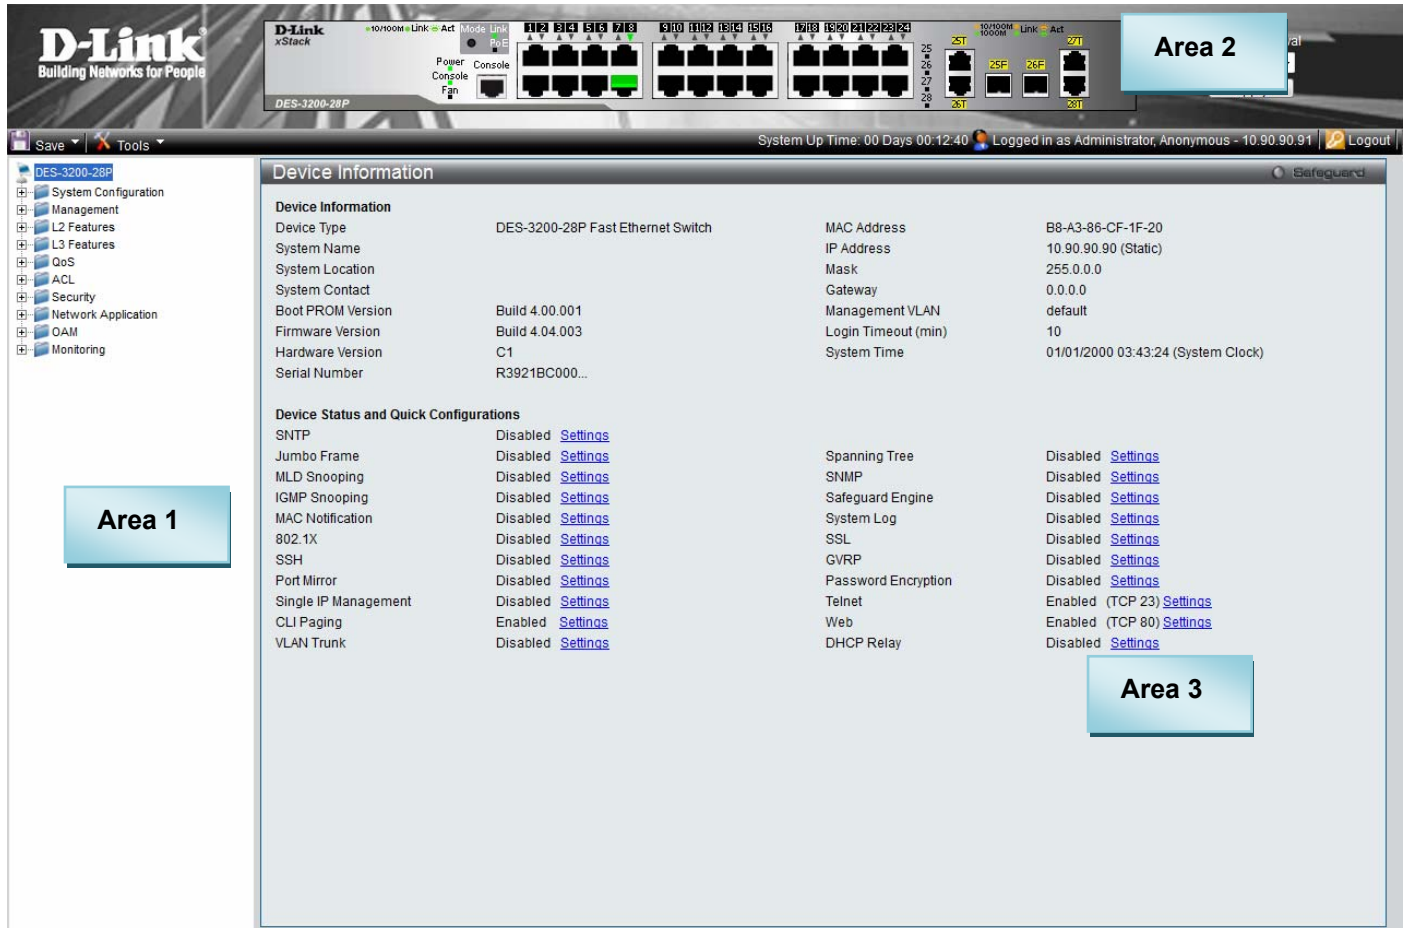 D-Link
Building Networks for People
D-Link
xStack
10/100M Link Act
Mode Link
PoE
Power
Console
Fan
Console
DES-3200-28P
1 2 3 4 5 6 7 8 9 10 11 12 13 14 15 16 17 18 19 20 21 22 23 24
25
26
27
28
10/100M
1000M
Link Act
25T 27T
25F 26F
26T 28T
Area 2
Save Tools
System Up Time: 00 Days 00:12:40 Logged in as Administrator, Anonymous - 10.90.90.91 Logout
DES-3200-28P
System Configuration
Management
L2 Features
L3 Features
QoS
ACL
Security
Network Application
OAM
Monitoring
Area 1
Device Information Safeguard
Device Information
Device Type DES-3200-28P Fast Ethernet Switch MAC Address B8-A3-86-CF-1F-20
System Name IP Address 10.90.90.90 (Static)
System Location Mask 255.0.0.0
System Contact Gateway 0.0.0.0
Boot PROM Version Build 4.00.001 Management VLAN default
Firmware Version Build 4.04.003 Login Timeout (min) 10
Hardware Version C1 System Time 01/01/2000 03:43:24 (System Clock)
Serial Number R3921BC000...
Device Status and Quick Configurations
SNTP Disabled Settings
Jumbo Frame Disabled Settings Spanning Tree Disabled Settings
MLD Snooping Disabled Settings SNMP Disabled Settings
IGMP Snooping Disabled Settings Safeguard Engine Disabled Settings
MAC Notification Disabled Settings System Log Disabled Settings
802.1X Disabled Settings SSL Disabled Settings
SSH Disabled Settings GVRP Disabled Settings
Port Mirror Disabled Settings Password Encryption Disabled Settings
Single IP Management Disabled Settings Telnet Enabled (TCP 23) Settings
CLI Paging Enabled Settings Web Enabled (TCP 80) Settings
VLAN Trunk Disabled Settings DHCP Relay Disabled Settings
Area 3